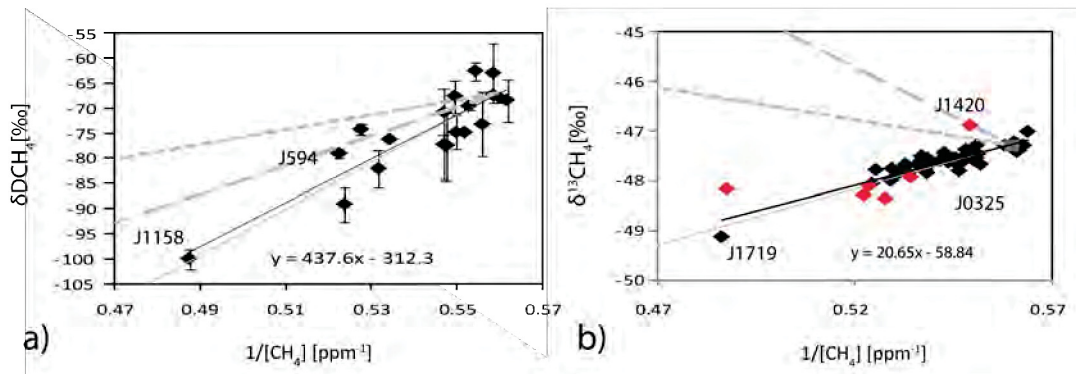 -55
-60
-65
-70
-75
-80
-85
-90
-95
-100
-105
δDCH₄[‰]
J594
J1158
y = 437.6x - 312.3
0.47
0.49
0.51
0.53
0.55
0.57
1/[CH₄] [ppm⁻¹]
a)
-45
-46
-47
-48
-49
-50
δ¹³CH₄[‰]
J1420
J0325
J1719
y = 20.65x - 58.84
0.47
0.52
0.57
1/[CH₄] [ppm⁻¹]
b)